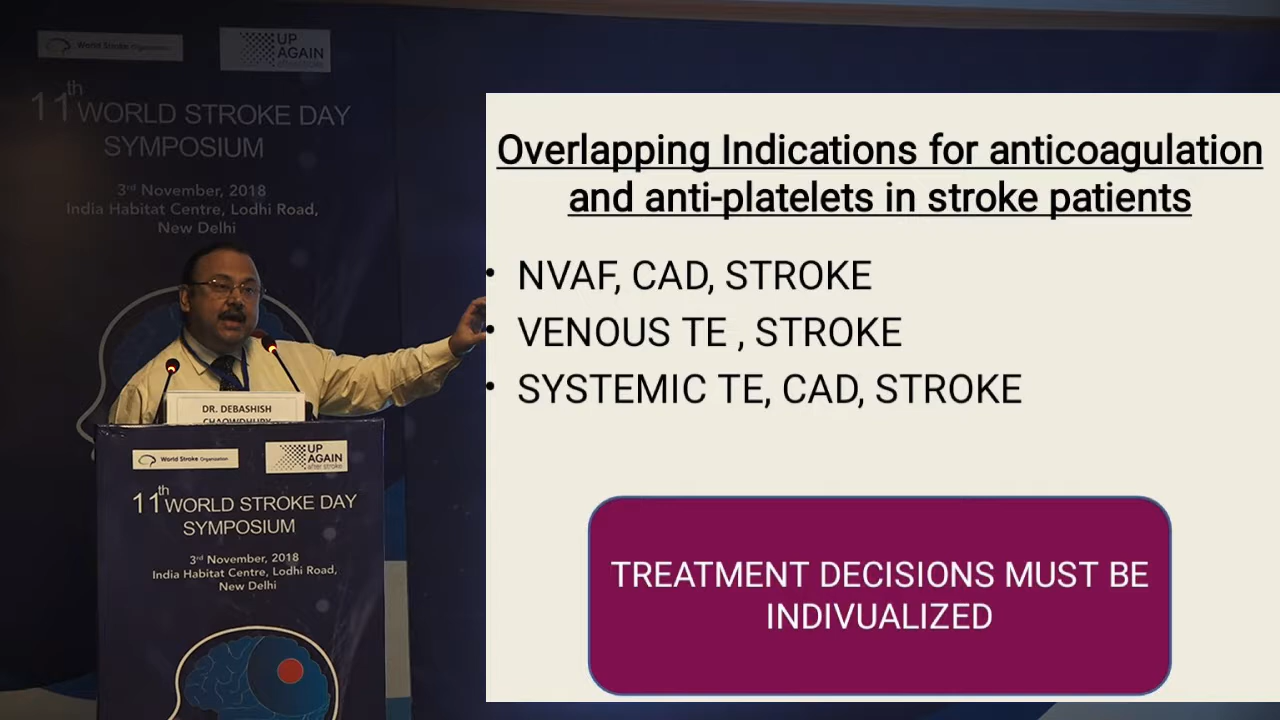 World Stroke Organization
UP
AGAIN
after stroke
11th WORLD STROKE DAY
SYMPOSIUM
3rd November, 2018
India Habitat Centre, Lodhi Road,
New Delhi
DR. DEBASHISH
CHAOWDHURY
World Stroke Organization
UP
AGAIN
after stroke
11th WORLD STROKE DAY
SYMPOSIUM
3rd November, 2018
India Habitat Centre, Lodhi Road,
New Delhi
Overlapping Indications for anticoagulation
and anti-platelets in stroke patients
• NVAF, CAD, STROKE
• VENOUS TE , STROKE
• SYSTEMIC TE, CAD, STROKE
TREATMENT DECISIONS MUST BE
INDIVUALIZED